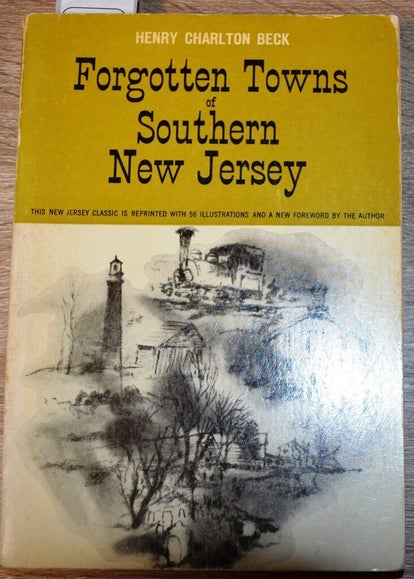 HENRY CHARLTON BECK
Forgotten Towns
of
Southern
New Jersey
THIS NEW JERSEY CLASSIC IS REPRINTED WITH 56 ILLUSTRATIONS AND A NEW FOREWORD BY THE AUTHOR